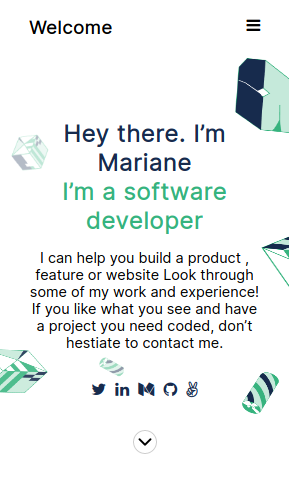 Welcome
Hey there. I’m
Mariane
I’m a software
developer
I can help you build a product ,
feature or website Look through
some of my work and experience!
If you like what you see and have
a project you need coded, don’t
hestiate to contact me.